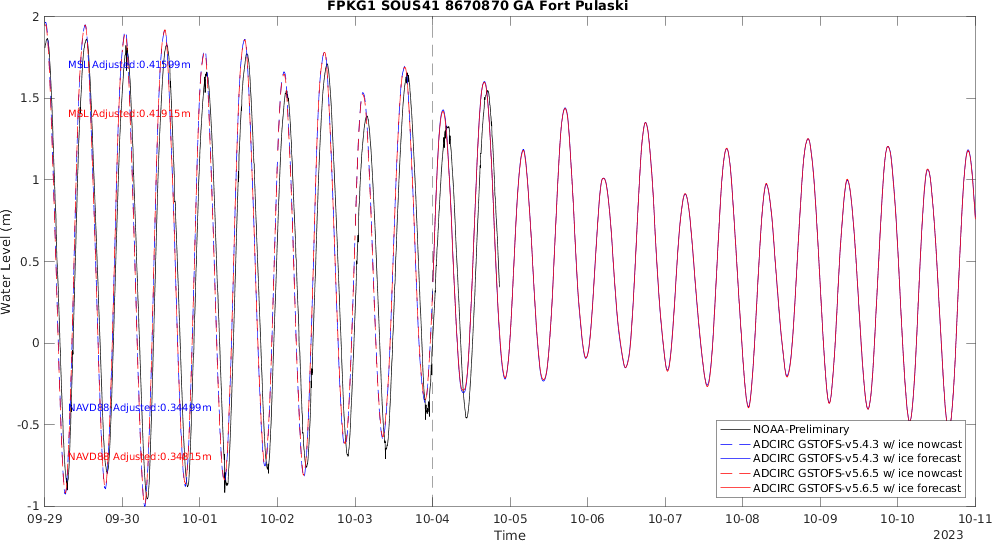 FPKG1 SOUS41 8670870 GA Fort Pulaski
Water Level (m)
2
1.5
1
0.5
0
-0.5
-1
MSL Adjusted:0.41599m
MSL Adjusted:0.41915m
NAVD88 Adjusted:0.34499m
NAVD88 Adjusted:0.34815m
NOAA-Preliminary
ADCIRC GSTOFS-v5.4.3 w/ ice nowcast
ADCIRC GSTOFS-v5.4.3 w/ ice forecast
ADCIRC GSTOFS-v5.6.5 w/ ice nowcast
ADCIRC GSTOFS-v5.6.5 w/ ice forecast
09-29 09-30 10-01 10-02 10-03 10-04 10-05 10-06 10-07 10-08 10-09 10-10 10-11
Time
2023